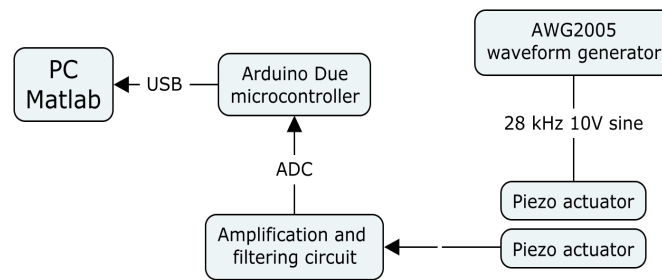 PC
Matlab
USB
Arduino Due
microcontroller
AWG2005
waveform generator
28 kHz 10V sine
ADC
Piezo actuator
Amplification and
filtering circuit
Piezo actuator